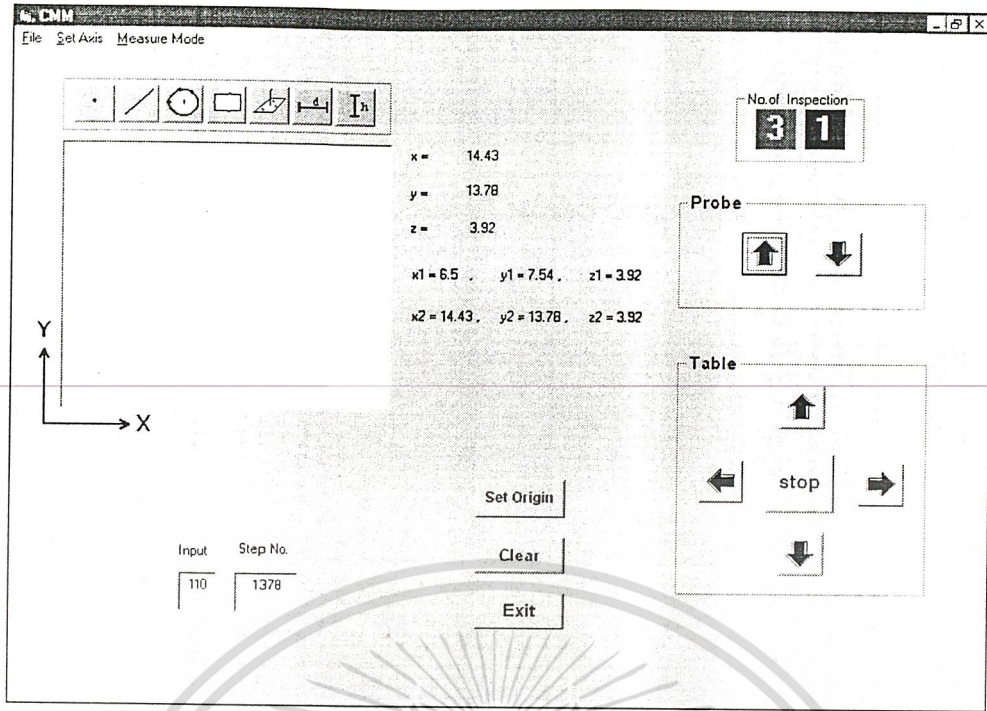 CMM
File Set Axis Measure Mode
d h
No.of Inspection
3 1
x = 14.43
y = 13.78
z = 3.92
x1 = 6.5 , y1 = 7.54 , z1 = 3.92
x2 = 14.43 , y2 = 13.78 , z2 = 3.92
Probe
Y
X
Table
stop
Set Origin
Clear
Exit
Input Step No.
110 1378